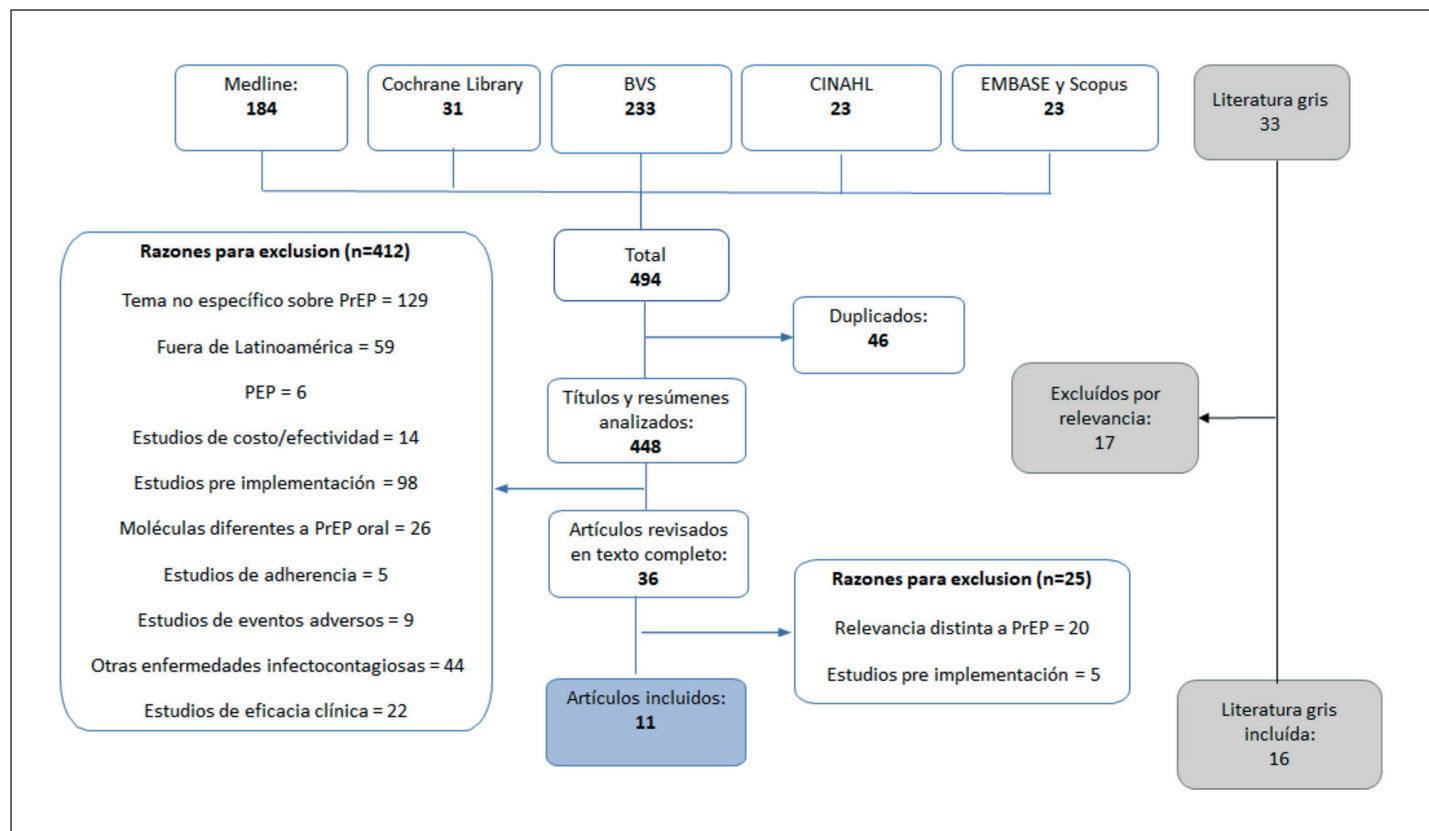 Medline:
184
Cochrane Library
31
BVS
233
CINAHL
23
EMBASE y Scopus
23
Literatura gris
33
Total
494
Duplicados:
46
Razones para exclusion (n=412)
Tema no específico sobre PrEP = 129
Fuera de Latinoamérica = 59
PEP = 6
Estudios de costo/efectividad = 14
Estudios pre implementación = 98
Moléculas diferentes a PrEP oral = 26
Estudios de adherencia = 5
Estudios de eventos adversos = 9
Otras enfermedades infectocontagiosas = 44
Estudios de eficacia clínica = 22
Títulos y resúmenes
analizados:
448
Excluídos por
relevancia:
17
Artículos revisados
en texto completo:
36
Razones para exclusion (n=25)
Relevancia distinta a PrEP = 20
Estudios pre implementación = 5
Artículos incluidos:
11
Literatura gris
incluída:
16